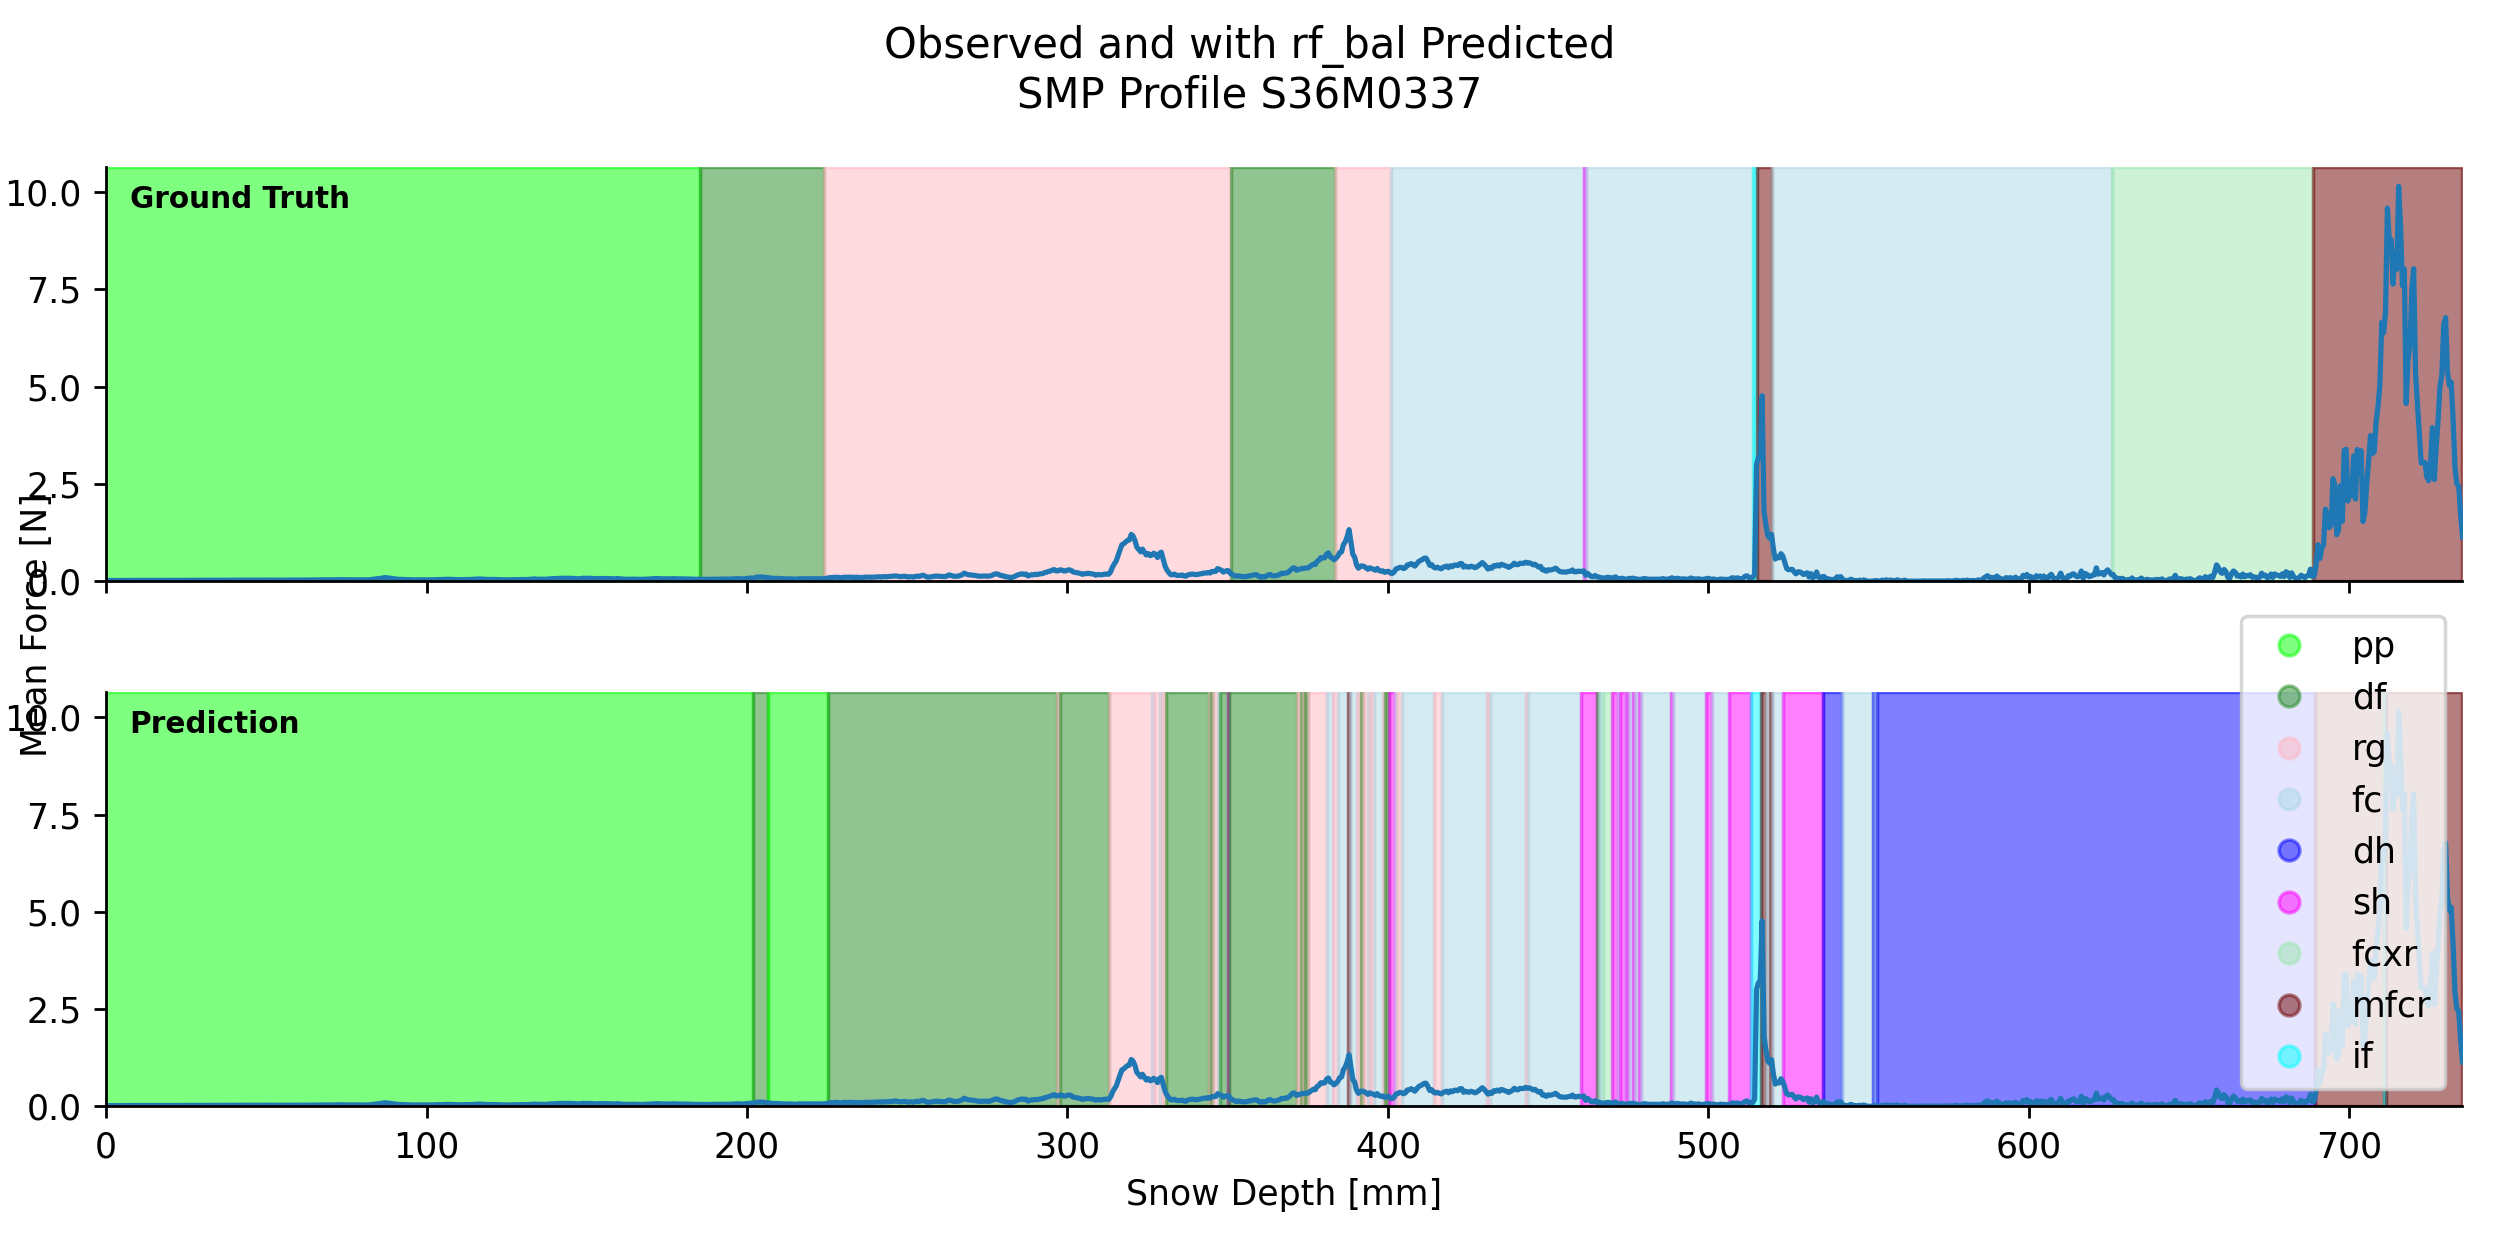 Observed and with rf_bal Predicted
SMP Profile S36M0337
Ground Truth
10.0
7.5
5.0
2.5
0.0
Mean Force [N]
Prediction
10.0
7.5
5.0
2.5
0.0
0 100 200 300 400 500 600 700
Snow Depth [mm]
pp
df
rg
fc
dh
sh
fcxr
mfcr
if